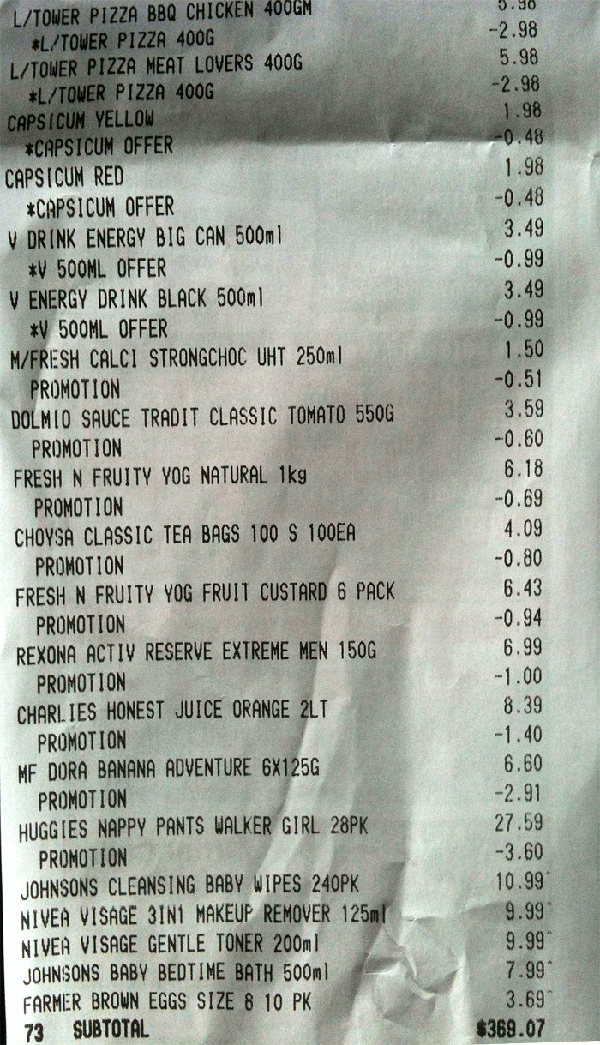 L/TOWER PIZZA BBQ CHICKEN 400GM 5.98
*L/TOWER PIZZA 400G -2.98
L/TOWER PIZZA MEAT LOVERS 400G 5.98
*L/TOWER PIZZA 400G -2.98
CAPSICUM YELLOW 1.98
*CAPSICUM OFFER -0.48
CAPSICUM RED 1.98
*CAPSICUM OFFER -0.48
V DRINK ENERGY BIG CAN 500ml 3.49
*V 500ML OFFER -0.99
V ENERGY DRINK BLACK 500ml 3.49
*V 500ML OFFER -0.99
M/FRESH CALCI STRONGCHOC UHT 250ml 1.50
PROMOTION -0.51
DOLMIO SAUCE TRADIT CLASSIC TOMATO 550G 3.59
PROMOTION -0.60
FRESH N FRUITY YOG NATURAL 1kg 6.18
PROMOTION -0.69
CHOYSA CLASSIC TEA BAGS 100 S 100EA 4.09
PROMOTION -0.80
FRESH N FRUITY YOG FRUIT CUSTARD 6 PACK 6.43
PROMOTION -0.94
REXONA ACTIV RESERVE EXTREME MEN 150G 6.99
PROMOTION -1.00
CHARLIES HONEST JUICE ORANGE 2LT 8.39
PROMOTION -1.40
MF DORA BANANA ADVENTURE 6X125G 6.60
PROMOTION -2.91
HUGGIES NAPPY PANTS WALKER GIRL 28PK 27.59
PROMOTION -3.60
JOHNSONS CLEANSING BABY WIPES 240PK 10.99^
NIVEA VISAGE 3IN1 MAKEUP REMOVER 125ml 9.99^
NIVEA VISAGE GENTLE TONER 200ml 9.99^
JOHNSONS BABY BEDTIME BATH 500ml 7.99^
FARMER BROWN EGGS SIZE 8 10 PK 3.69^
73 SUBTOTAL $369.07